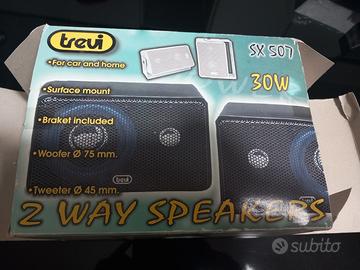 trevi
SX 507
•For car and home
30W
•Surface mount
•Braket included
•Woofer Ø 75 mm.
•Tweeter Ø 45 mm.
trevi
2 WAY SPEAKERS
subito